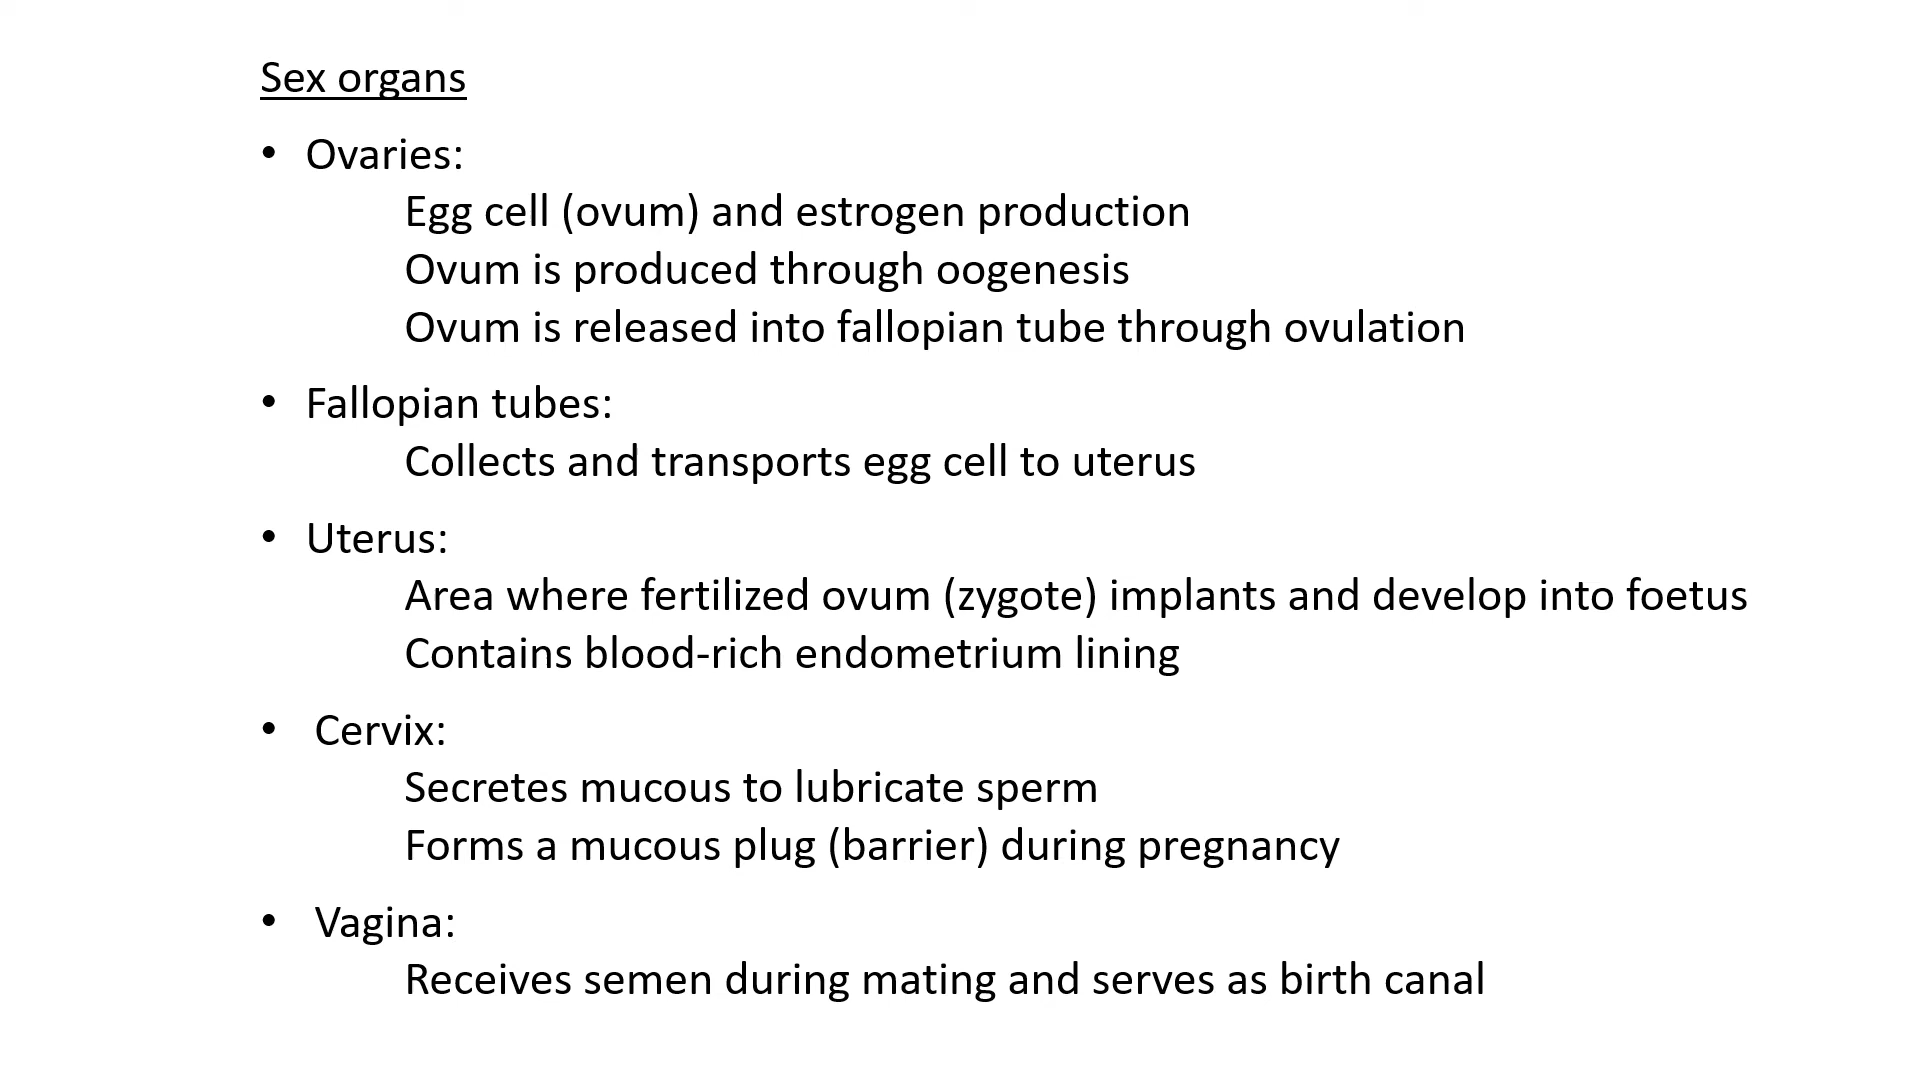 Sex organs
• Ovaries:
Egg cell (ovum) and estrogen production
Ovum is produced through oogenesis
Ovum is released into fallopian tube through ovulation
• Fallopian tubes:
Collects and transports egg cell to uterus
• Uterus:
Area where fertilized ovum (zygote) implants and develop into foetus
Contains blood-rich endometrium lining
• Cervix:
Secretes mucous to lubricate sperm
Forms a mucous plug (barrier) during pregnancy
• Vagina:
Receives semen during mating and serves as birth canal